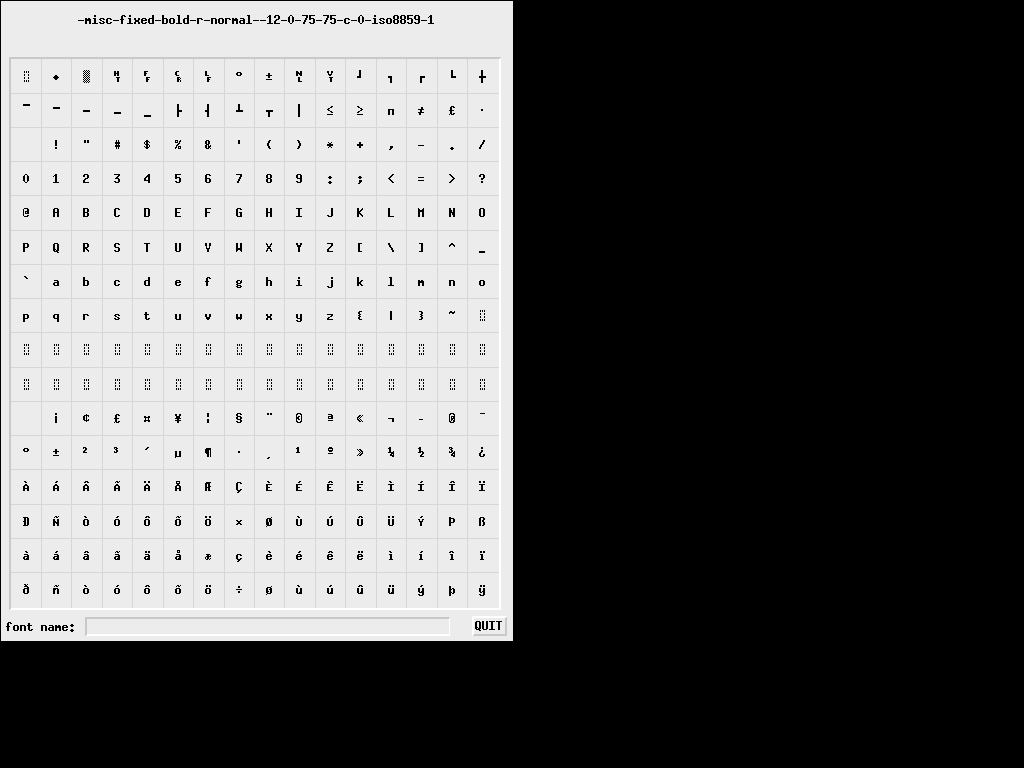 -misc-fixed-bold-r-normal--12-0-75-75-c-0-iso8859-1
░ ◆ ▒ ␉ ␌ ␍ ␊ ° ± ␤ ␋ ┘ ┐ ┌ └ ┼
⎺ ⎻ ─ ⎼ ⎽ ├ ┤ ┴ ┬ │ ≤ ≥ π ≠ £ ·
! " # $ % & ' ( ) * + , - . /
0 1 2 3 4 5 6 7 8 9 : ; < = > ?
@ A B C D E F G H I J K L M N O
P Q R S T U V W X Y Z [ \ ] ^ _
` a b c d e f g h i j k l m n o
p q r s t u v w x y z { | } ~
¡ ¢ £ ¤ ¥ ¦ § ¨ © ª « ¬ - ® ¯
° ± ² ³ ´ µ ¶ · ¸ ¹ º » ¼ ½ ¾ ¿
À Á Â Ã Ä Å Æ Ç È É Ê Ë Ì Í Î Ï
Ð Ñ Ò Ó Ô Õ Ö × Ø Ù Ú Û Ü Ý Þ ß
à á â ã ä å æ ç è é ê ë ì í î ï
ð ñ ò ó ô õ ö ÷ ø ù ú û ü ý þ ÿ
font name: QUIT